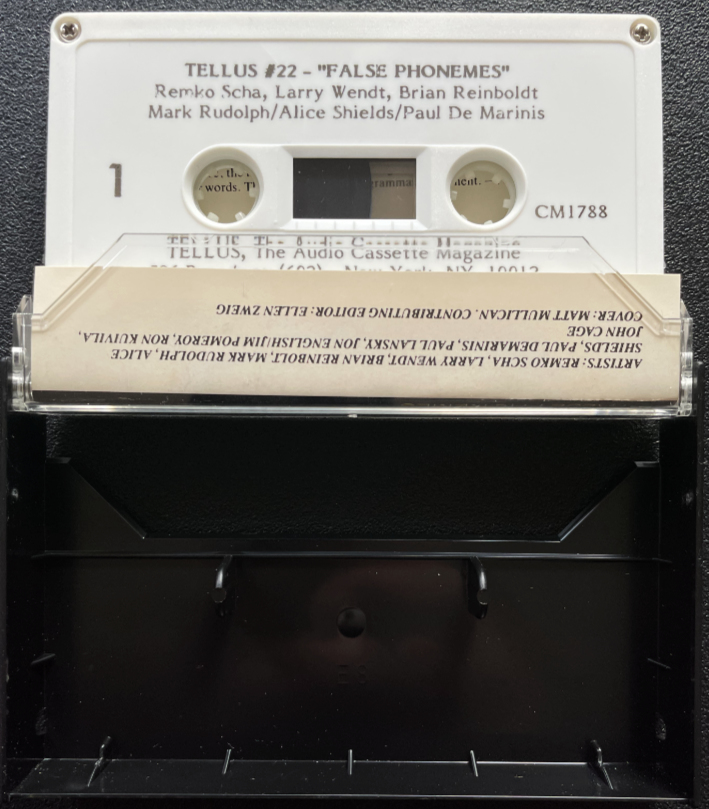 TELLUS #22 - "FALSE PHONEMES"
Remko Scha, Larry Wendt, Brian Reinboldt
Mark Rudolph/Alice Shields/Paul De Marinis
1
words. T
gramma
CM1788
TELLUS, The Audio Cassette Magazine
ARTISTS: REMKO SCHA, LARRY WENDT, BRIAN REINBOLT, MARK RUDOLPH, ALICE
SHIELDS, PAUL DEMARINIS, PAUL LANSKY, JON ENGLISH/JIM POMEROY, RON KUIVILA,
JOHN CAGE
COVER: MATT MULLICAN. CONTRIBUTING EDITOR: ELLEN ZWEIG